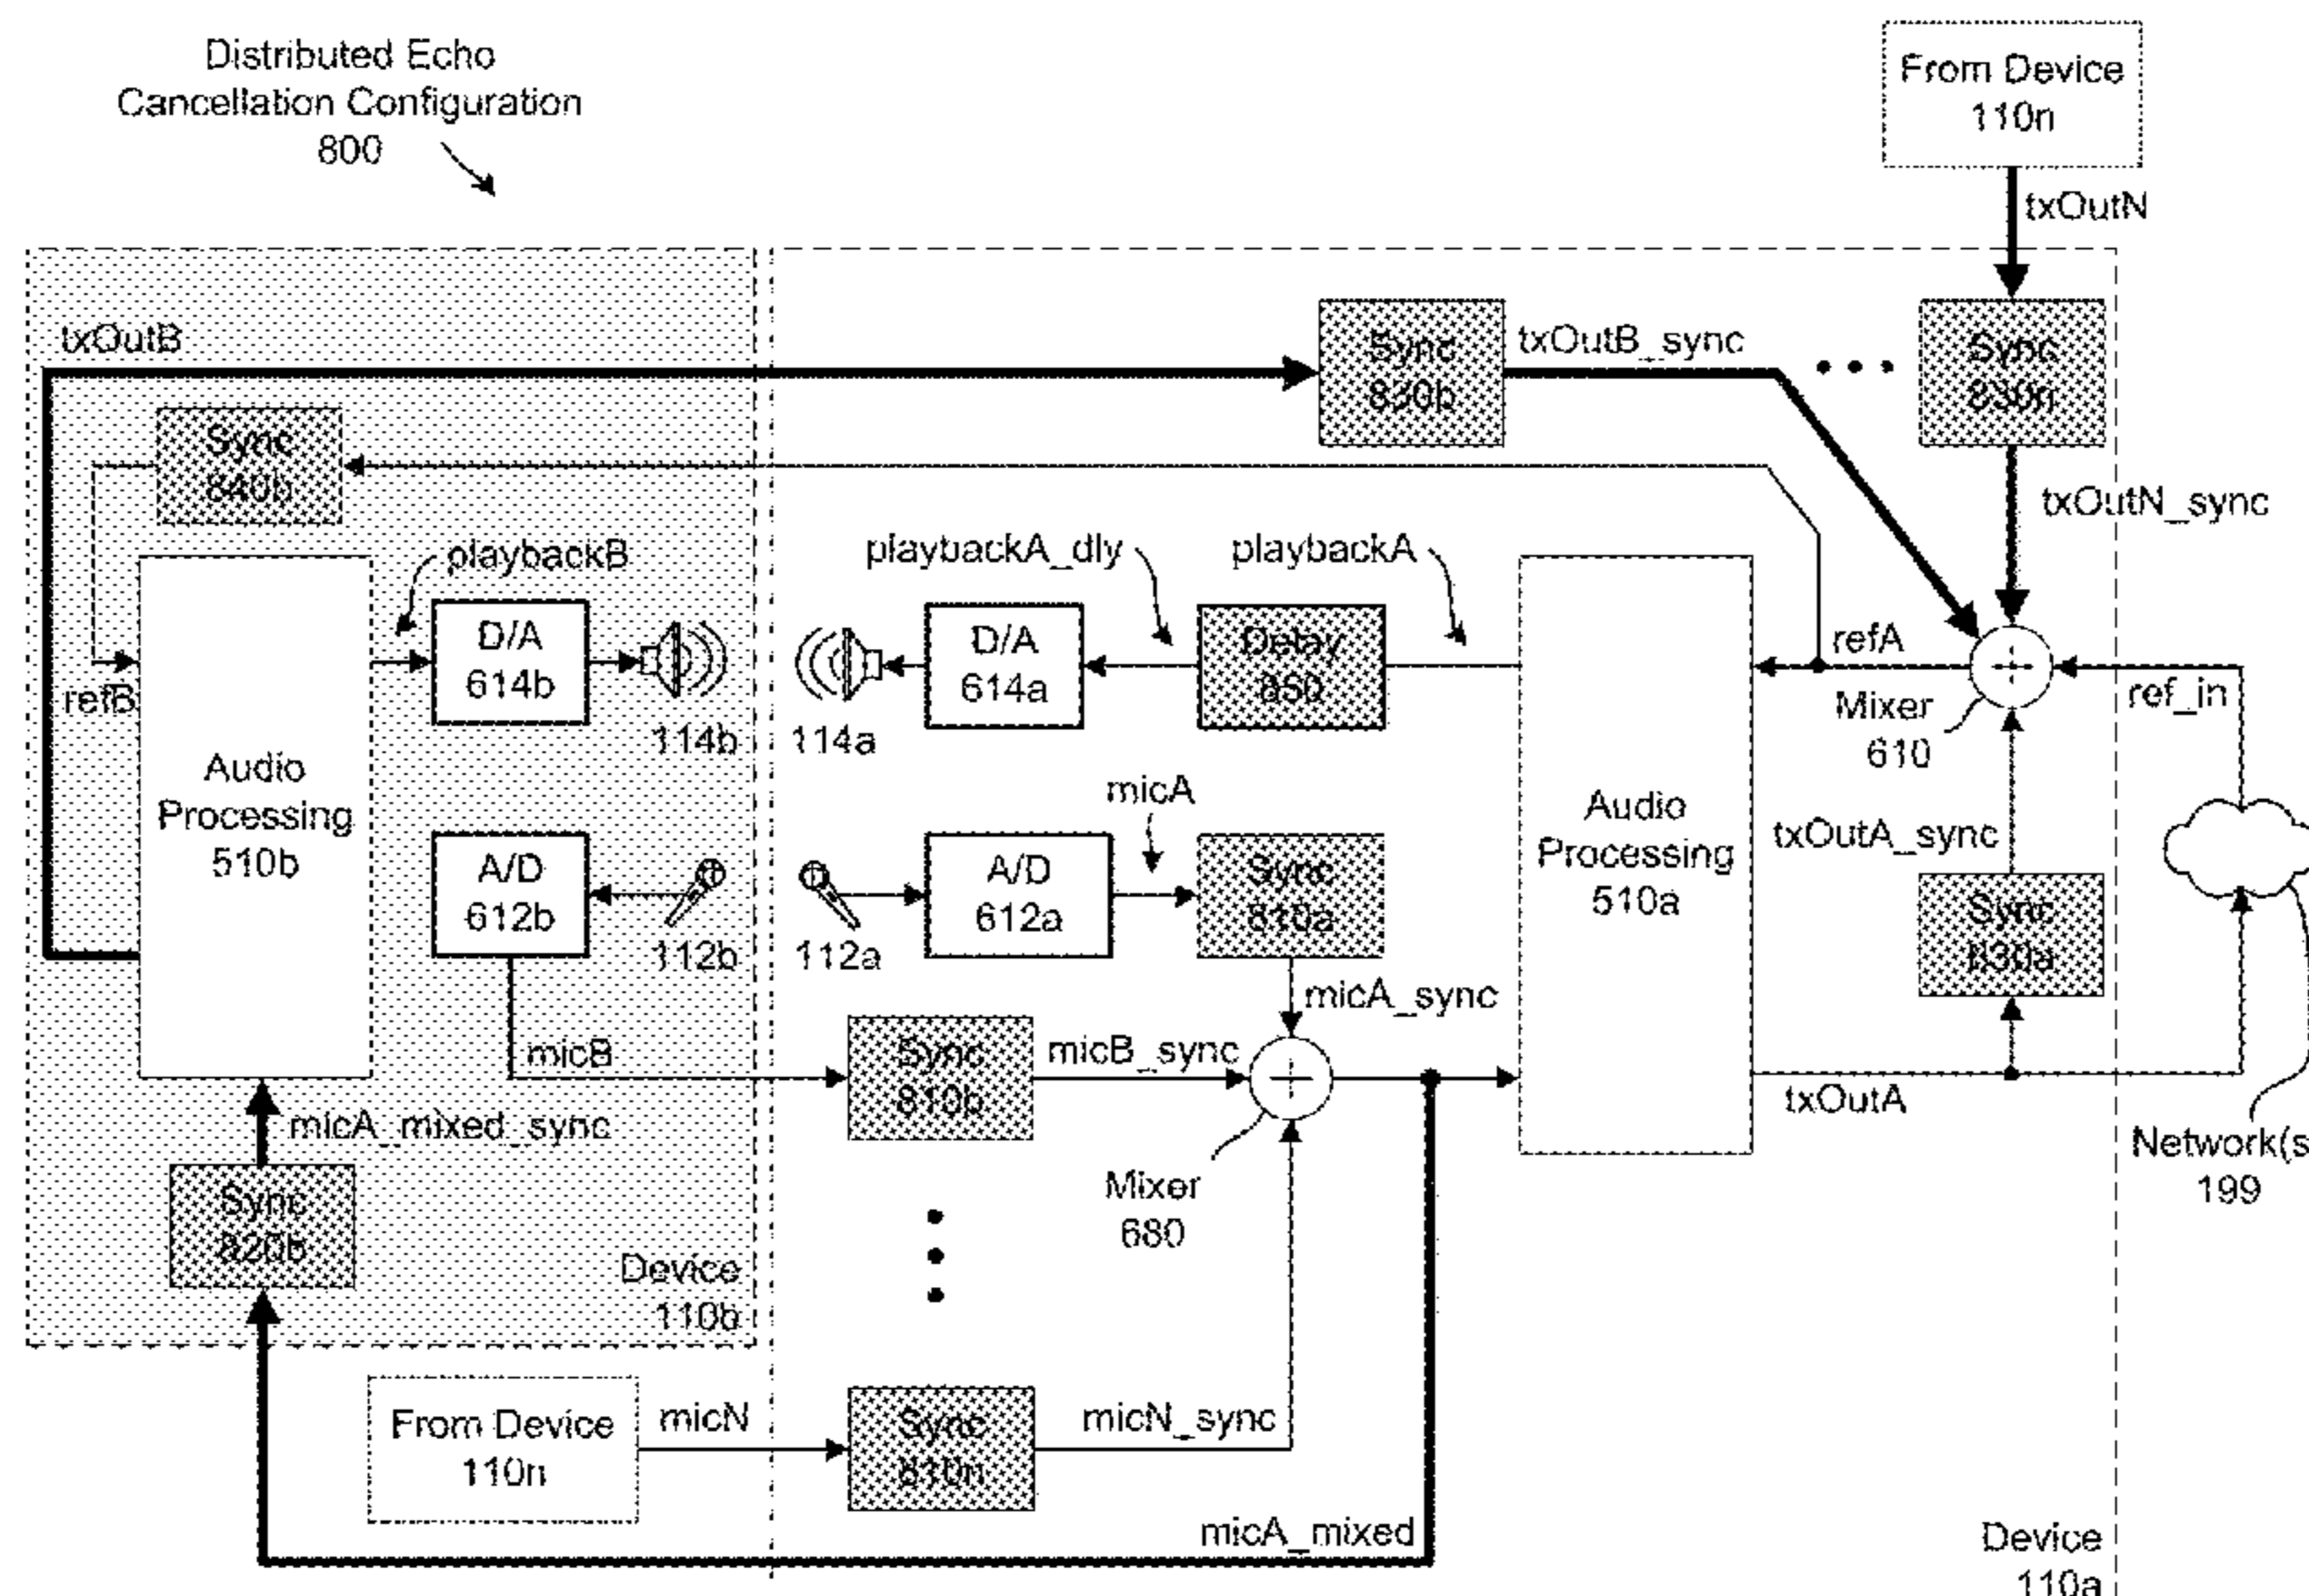 Distributed Echo
Cancellation Configuration
800
From Device
110n
txOutN
txOutB
Sync
830b
txOutB_sync
Sync
830n
Sync
840b
txOutN_sync
playbackB
playbackA_dly
playbackA
refB
D/A
614b
114b
114a
D/A
614a
Delay
850
refA
Mixer
610
ref_in
Audio
Processing
510b
A/D
612b
112b
112a
A/D
612a
micA
Sync
810a
Audio
Processing
510a
txOutA_sync
Sync
830a
micA_sync
micB
Sync
810b
micB_sync
txOutA
Network(s
199
micA_mixed_sync
Sync
820b
Mixer
680
Device
110b
From Device
110n
micN
Sync
810n
micN_sync
micA_mixed
Device
110a